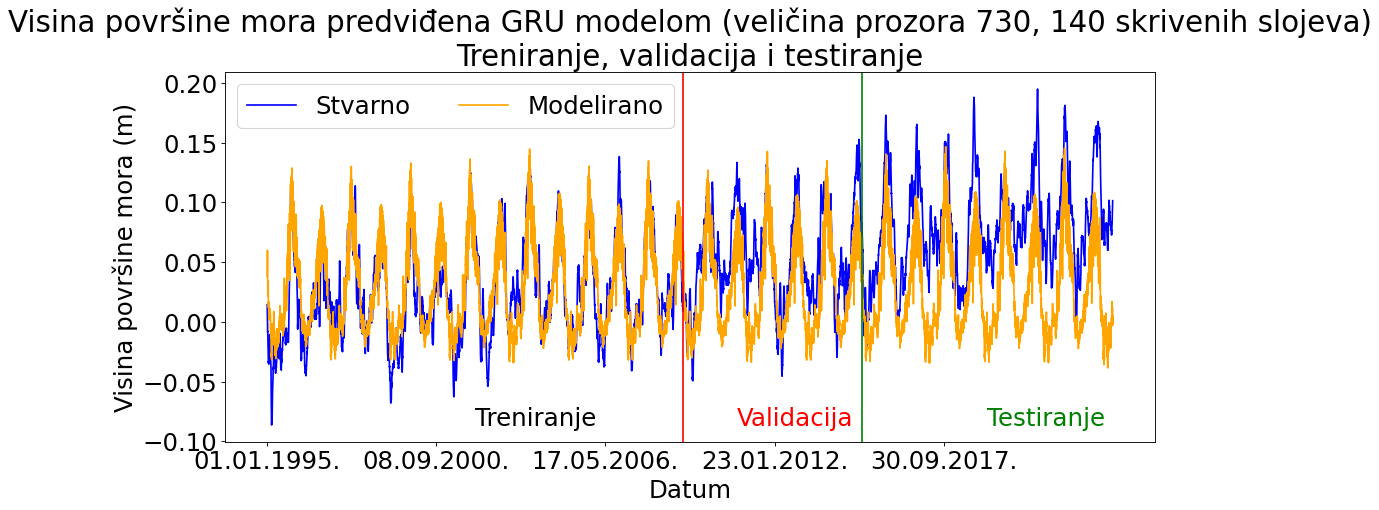 Visina površine mora predviđena GRU modelom (veličina prozora 730, 140 skrivenih slojeva)
Treniranje, validacija i testiranje
Stvarno
Modelirano
Visina površine mora (m)
0.20
0.15
0.10
0.05
0.00
−0.05
−0.10
Treniranje
Validacija
Testiranje
01.01.1995.
08.09.2000.
17.05.2006.
23.01.2012.
30.09.2017.
Datum